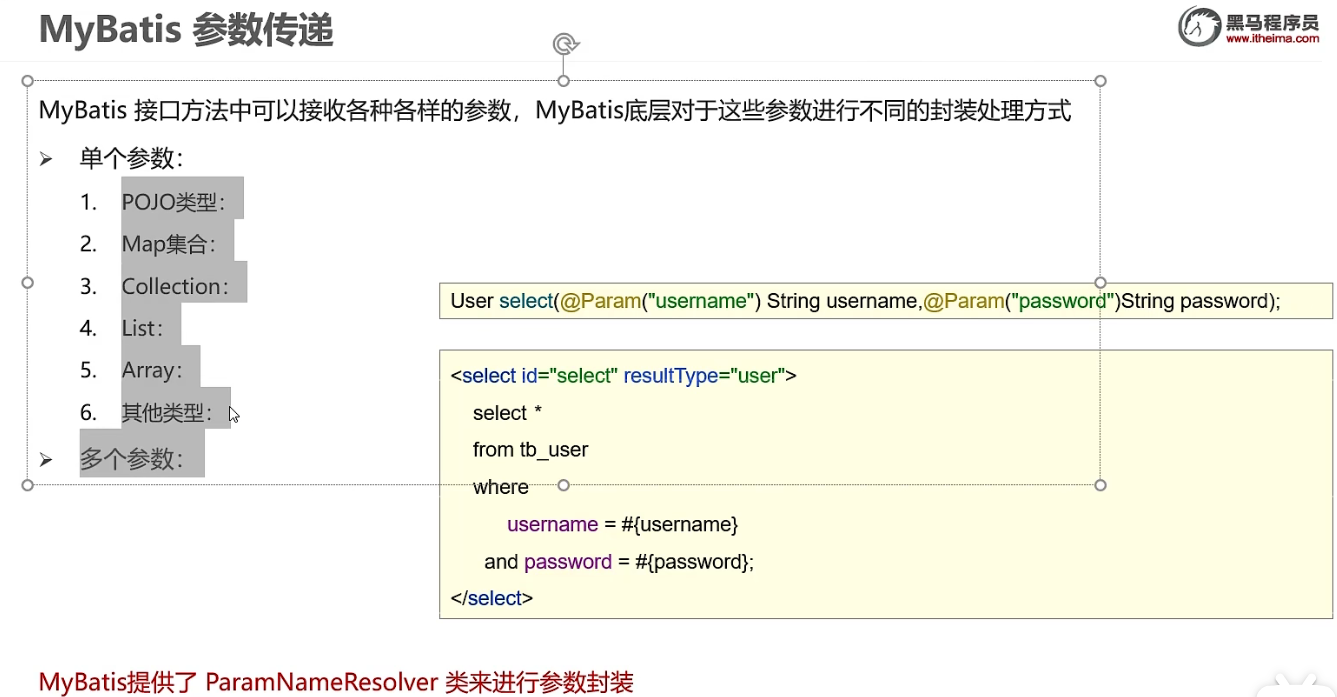 MyBatis 参数传递
黑马程序员
www.itheima.com
MyBatis 接口方法中可以接收各种各样的参数，MyBatis底层对于这些参数进行不同的封装处理方式
➢ 单个参数：
1. POJO类型：
2. Map集合：
3. Collection：
4. List：
5. Array：
6. 其他类型：
➢ 多个参数：
User select(@Param("username") String username,@Param("password")String password);
<select id="select" resultType="user">
select *
from tb_user
where
username = #{username}
and password = #{password};
</select>
MyBatis提供了 ParamNameResolver 类来进行参数封装